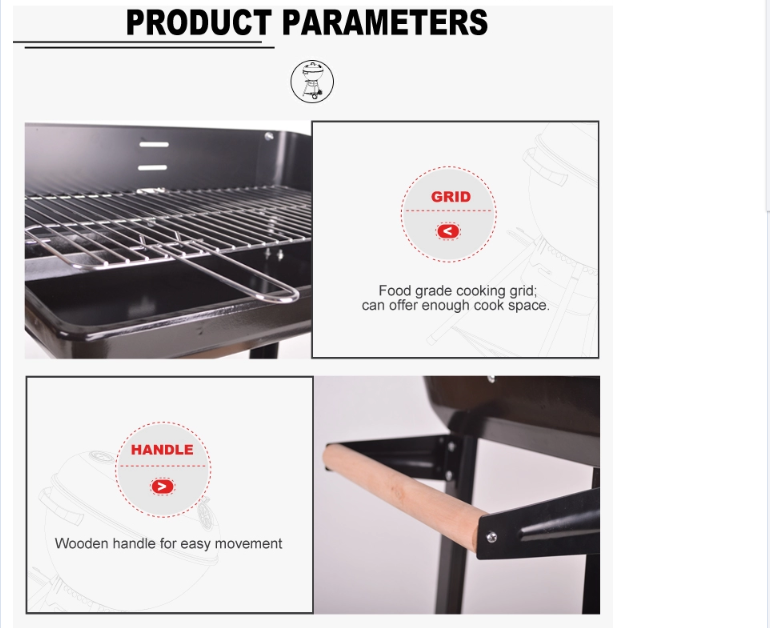 PRODUCT PARAMETERS
GRID
Food grade cooking grid;
can offer enough cook space.
HANDLE
Wooden handle for easy movement